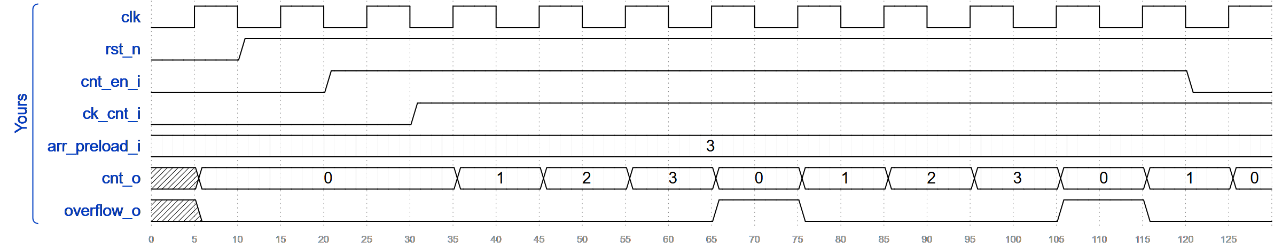 Yours
clk
rst_n
cnt_en_i
ck_cnt_i
arr_preload_i 3
cnt_o 0 1 2 3 0 1 2 3 0 1 0
overflow_o
0 5 10 15 20 25 30 35 40 45 50 55 60 65 70 75 80 85 90 95 100 105 110 115 120 125